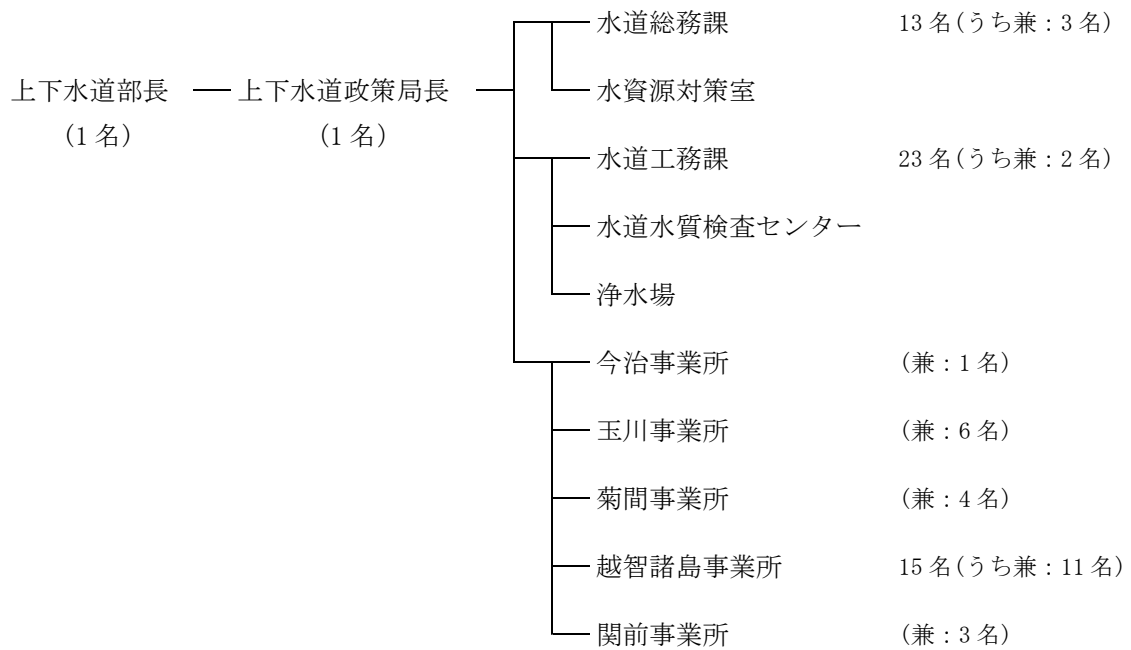 水道総務課 13名(うち兼:3名)
上下水道部長 上下水道政策局長 水資源対策室
(1名) (1名)
水道工務課 23名(うち兼:2名)
水道水質検査センター
浄水場
今治事業所 (兼:1名)
玉川事業所 (兼:6名)
菊間事業所 (兼:4名)
越智諸島事業所 15名(うち兼:11名)
関前事業所 (兼:3名)